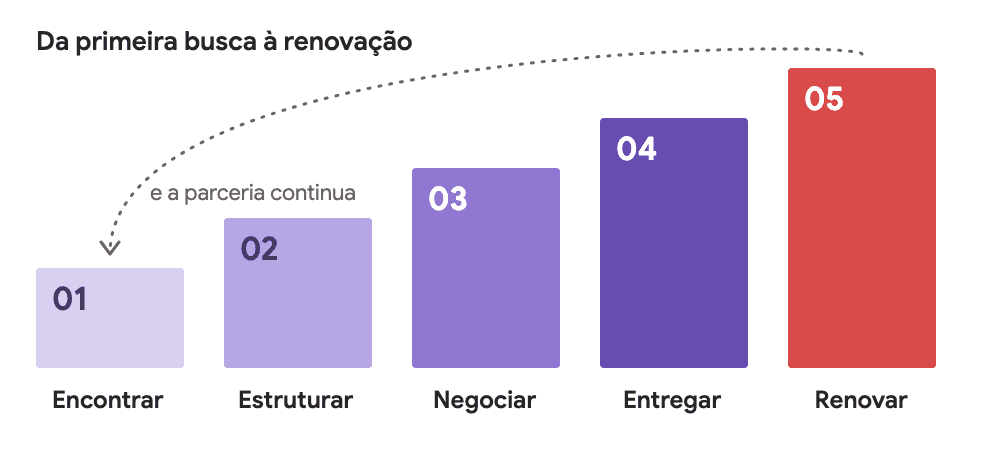 Da primeira busca à renovação
e a parceria continua
01
02
03
04
05
Encontrar
Estruturar
Negociar
Entregar
Renovar